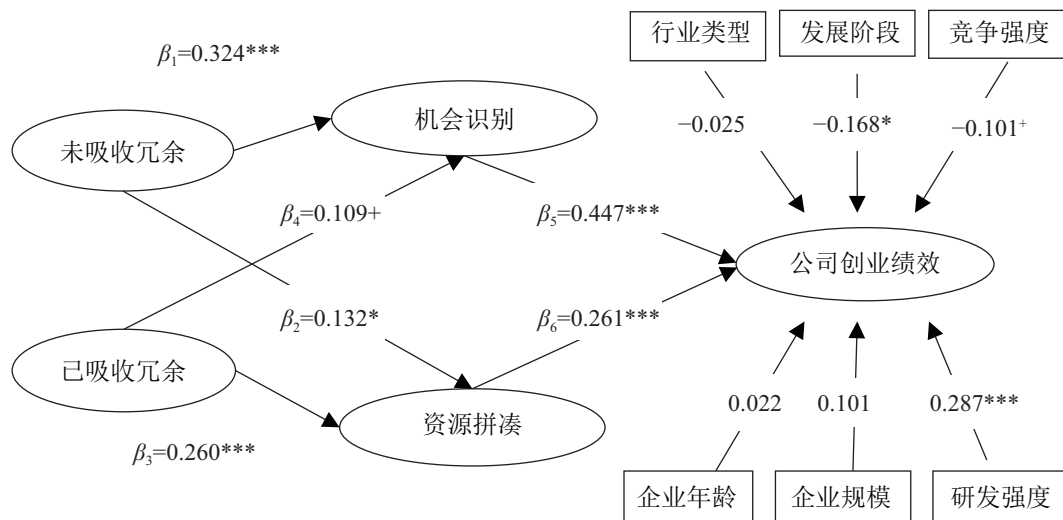 行业类型
发展阶段
竞争强度
β₁=0.324***
−0.025
−0.168*
−0.101⁺
机会识别
未吸收冗余
β₄=0.109+
β₅=0.447***
公司创业绩效
β₂=0.132*
β₆=0.261***
已吸收冗余
0.022
0.101
0.287***
资源拼凑
β₃=0.260***
企业年龄
企业规模
研发强度